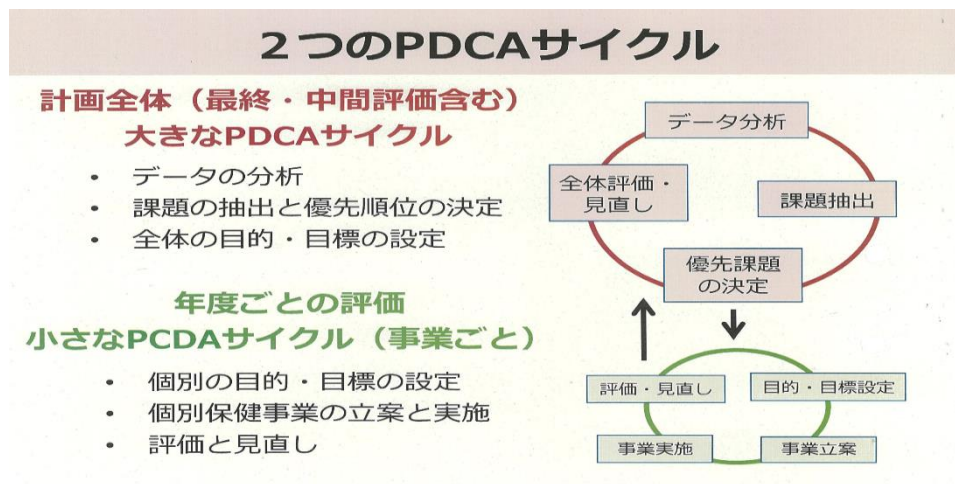 ２つのPDCAサイクル
計画全体（最終・中間評価含む）
大きなPDCAサイクル
• データの分析
• 課題の抽出と優先順位の決定
• 全体の目的・目標の設定
年度ごとの評価
小さなPCDAサイクル（事業ごと）
• 個別の目的・目標の設定
• 個別保健事業の立案と実施
• 評価と見直し
データ分析
全体評価・
見直し
課題抽出
優先課題
の決定
評価・見直し
目的・目標設定
事業実施
事業立案